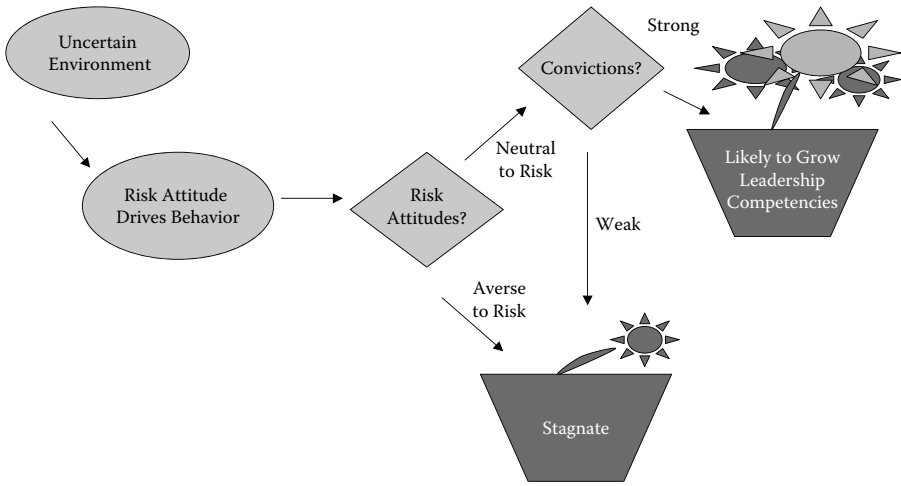 Uncertain
Environment
Risk Attitude
Drives Behavior
Risk
Attitudes?
Neutral
to Risk
Averse
to Risk
Convictions?
Strong
Weak
Likely to Grow
Leadership
Competencies
Stagnate